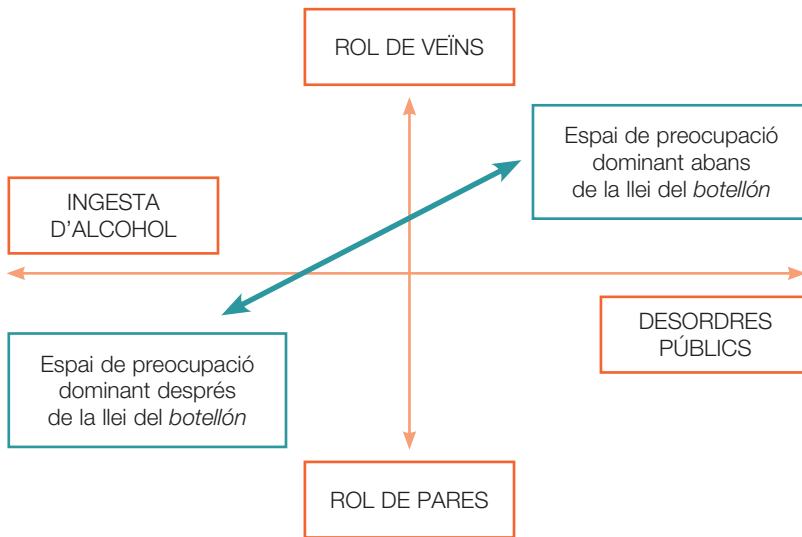 ROL DE VEÏNS
Espai de preocupació
dominant abans
de la llei del botellón
INGESTA
D'ALCOHOL
DESORDRES
PÚBLICS
Espai de preocupació
dominant després
de la llei del botellón
ROL DE PARES